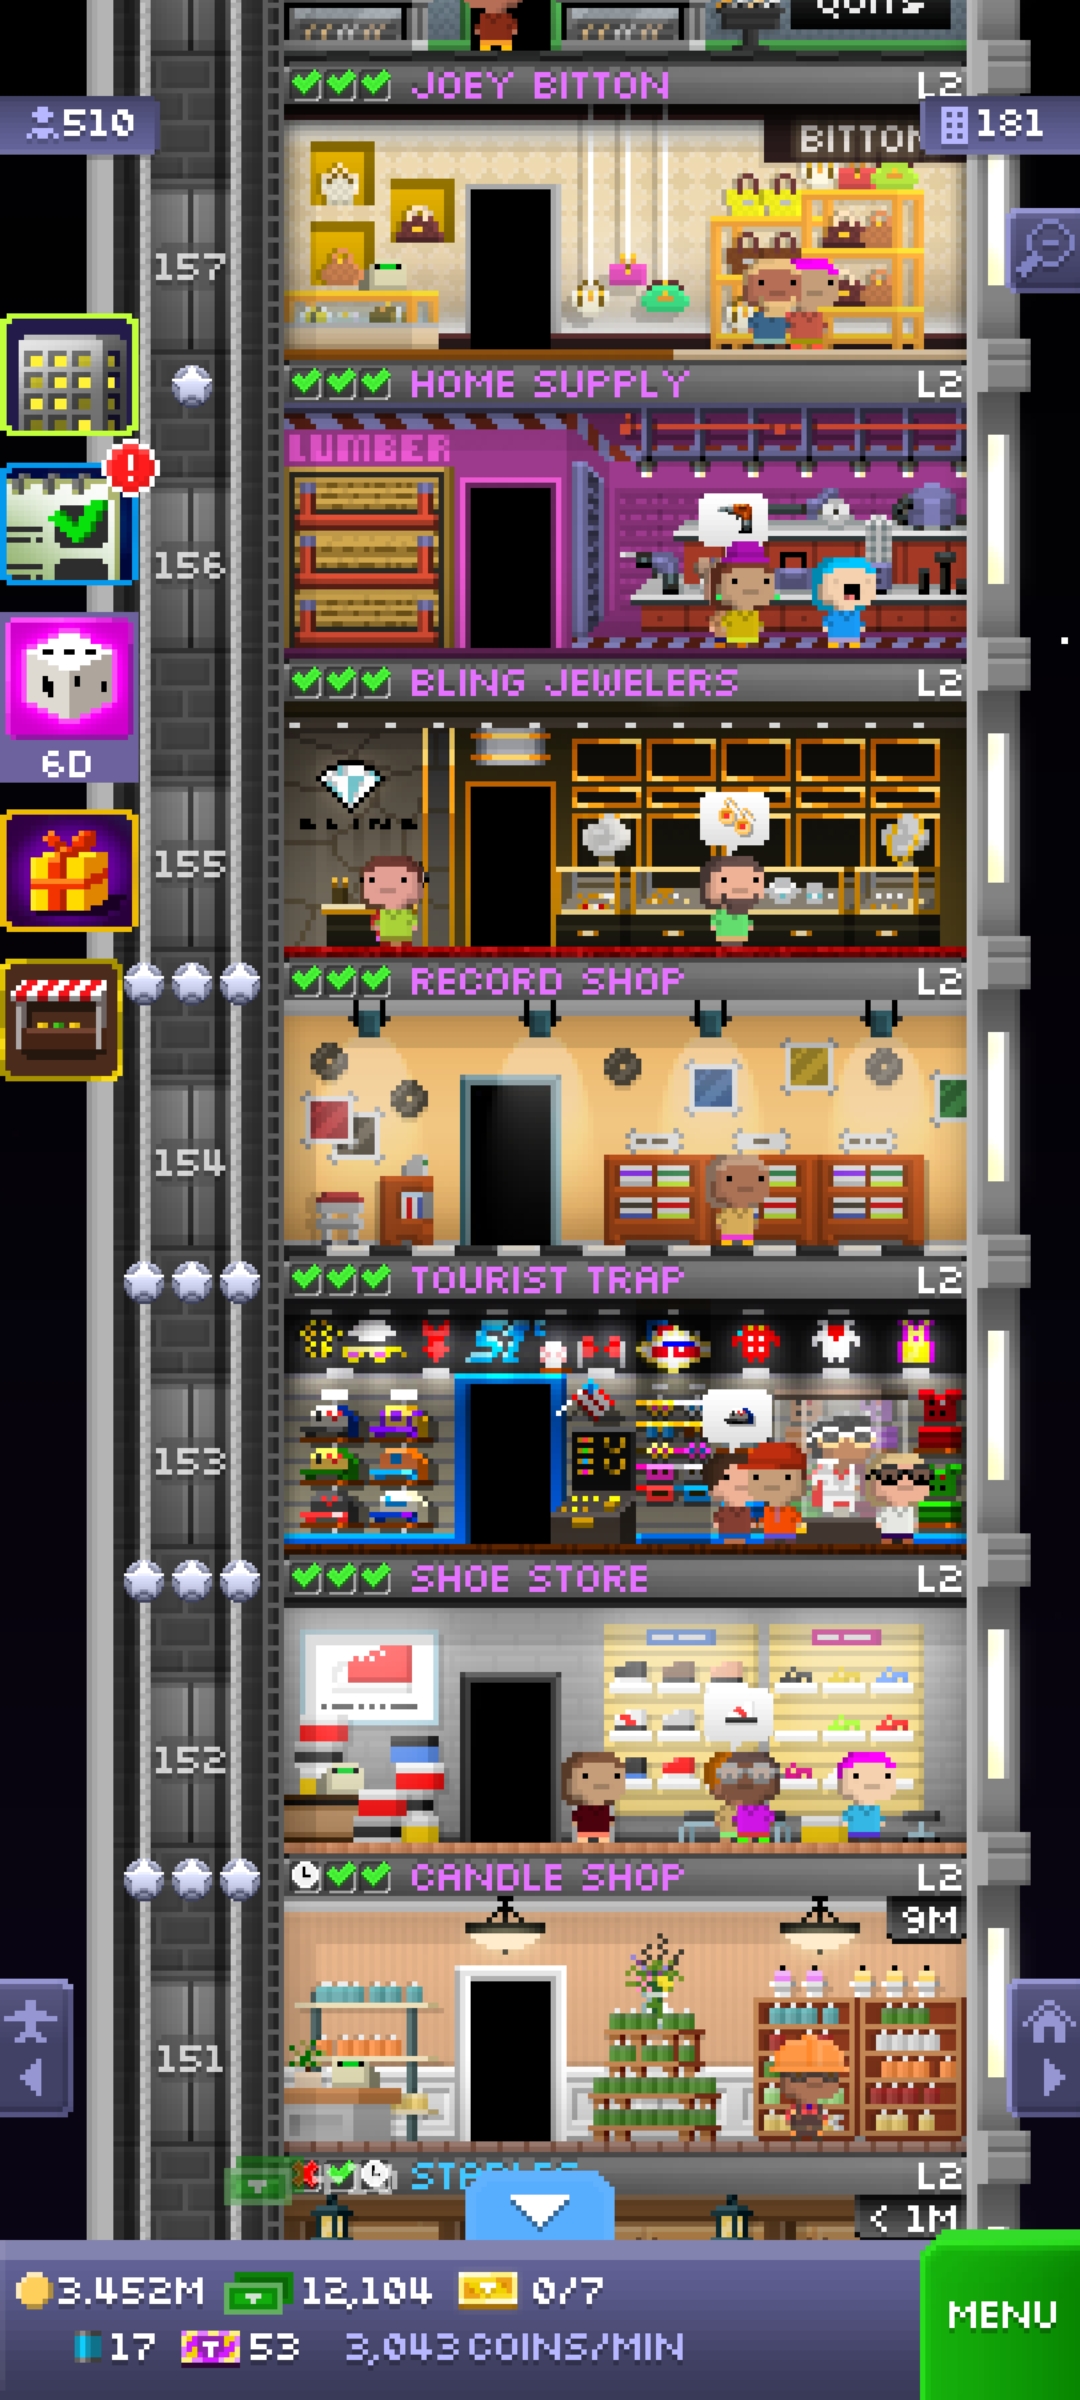 JOEY BITTON L2
510
181
BITTON
157
HOME SUPPLY L2
LUMBER
156
BLING JEWELERS L2
6D
BLING
155
RECORD SHOP L2
154
TOURIST TRAP L2
153
SHOE STORE L2
152
CANDLE SHOP L2
9M
151
L2
< 1M
3.452M 12,104 0/7
MENU
17 53 3,043 COINS/MIN